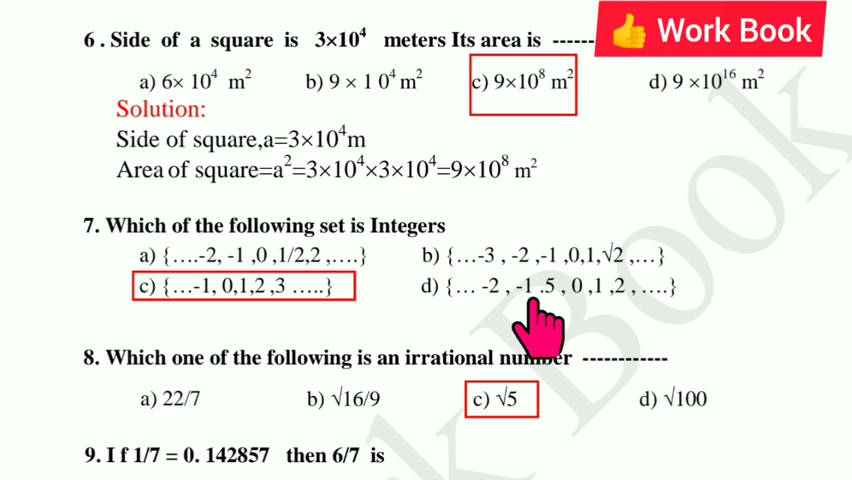 👍 Work Book
6 . Side of a square is 3×10⁴ meters Its area is ------
a) 6× 10⁴ m² b) 9 × 1 0⁴ m² c) 9×10⁸ m² d) 9 ×10¹⁶ m²
Solution:
Side of square,a=3×10⁴m
Area of square=a²=3×10⁴×3×10⁴=9×10⁸ m²
7. Which of the following set is Integers
a) {….-2, -1 ,0 ,1/2,2 ,….} b) {…-3 , -2 ,-1 ,0,1,√2 ,…}
c) {…-1, 0,1,2 ,3 …..} d) {… -2 , -1 .5 , 0 ,1 ,2 , ….}
8. Which one of the following is an irrational number ------------
a) 22/7 b) √16/9 c) √5 d) √100
9. I f 1/7 = 0. 142857 then 6/7 is
Book